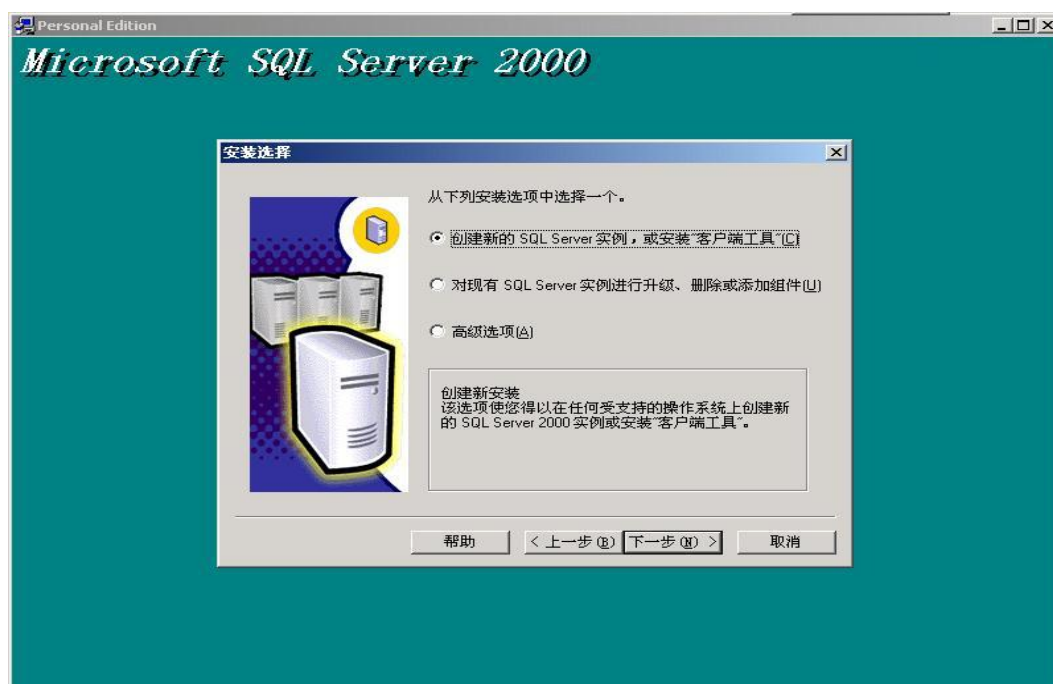 Personal Edition
Microsoft SQL Server 2000
安装选择
从下列安装选项中选择一个。
创建新的 SQL Server 实例，或安装"客户端工具"(C)
对现有 SQL Server 实例进行升级、删除或添加组件(U)
高级选项(A)
创建新安装
该选项使您得以在任何受支持的操作系统上创建新
的 SQL Server 2000 实例或安装"客户端工具"。
帮助
< 上一步(B)
下一步(N) >
取消